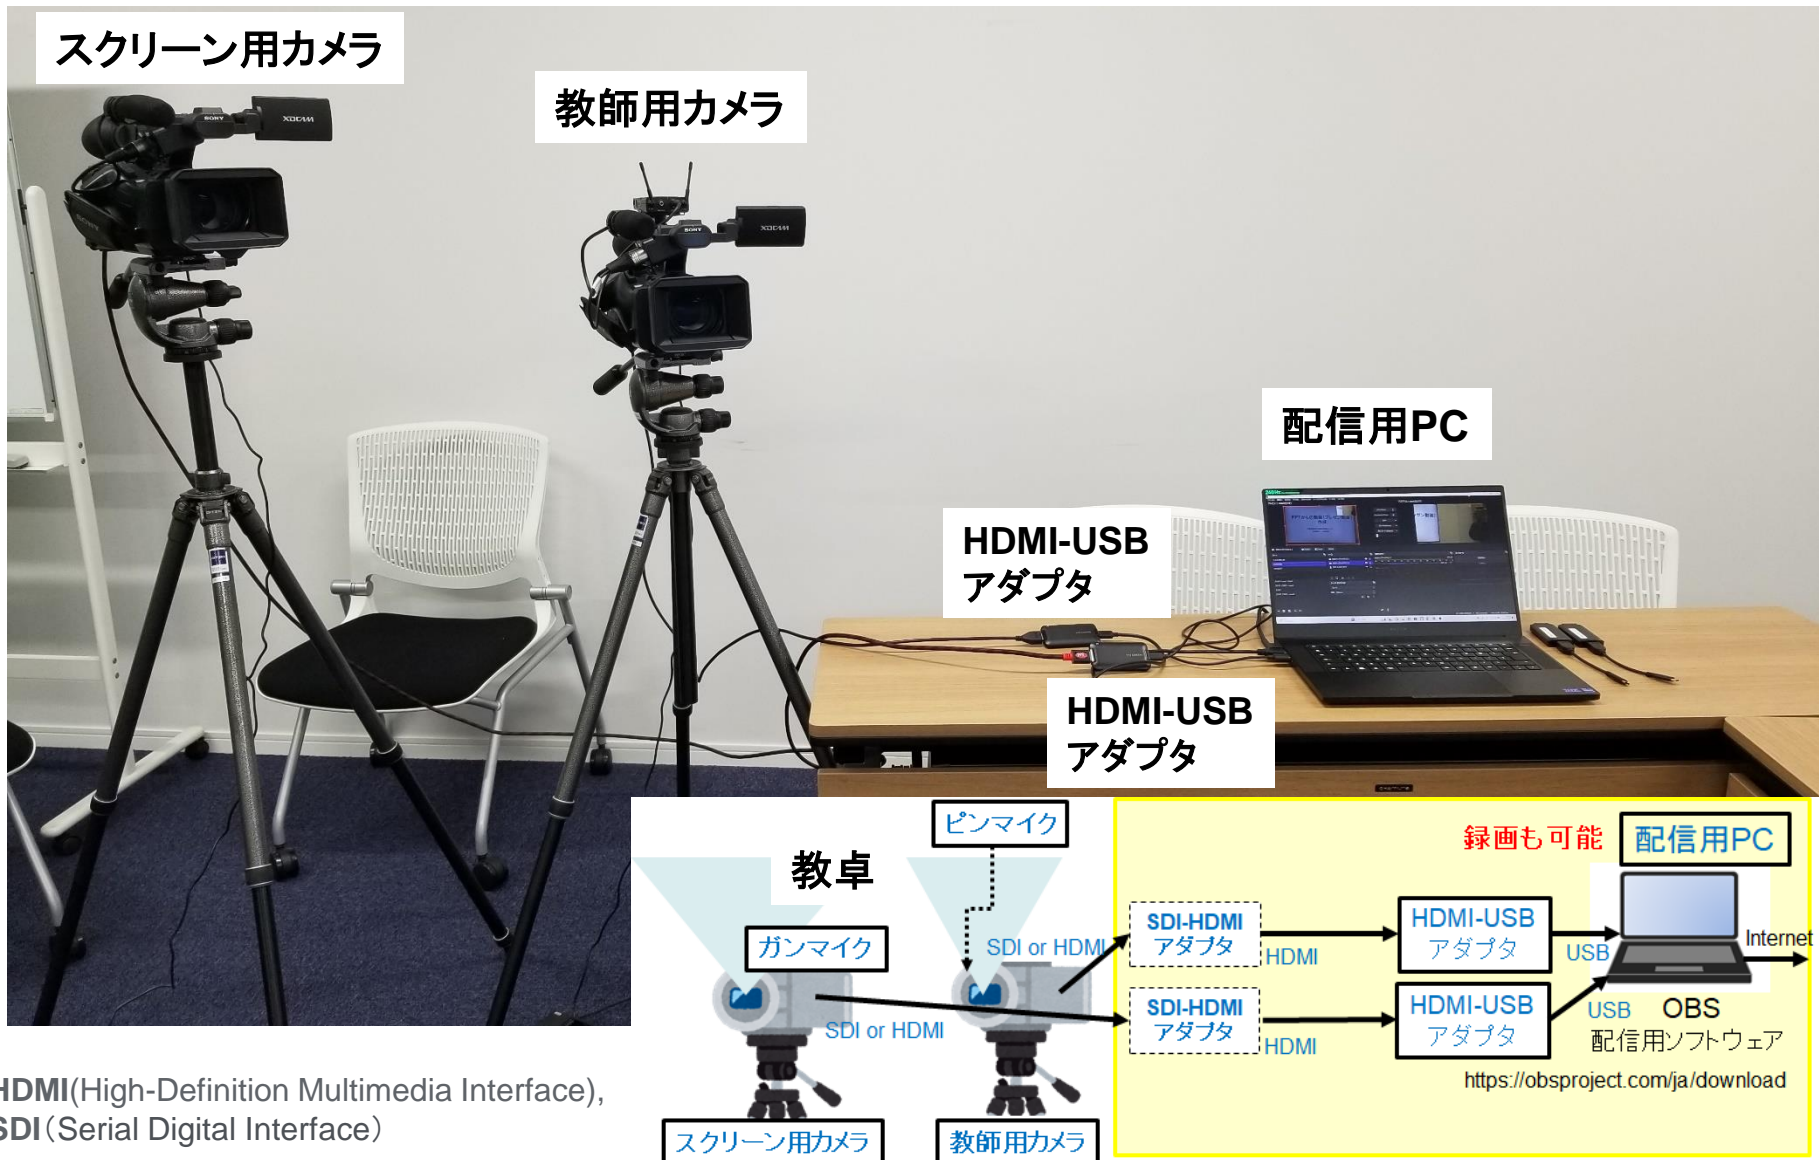 スクリーン用カメラ
教師用カメラ
SONY
XDCAM
SONY
XDCAM
配信用PC
HDMI-USB
アダプタ
HDMI-USB
アダプタ
ピンマイク
教卓
ガンマイク
SDI or HDMI
SDI or HDMI
スクリーン用カメラ
教師用カメラ
録画も可能
配信用PC
SDI-HDMI
アダプタ
HDMI
HDMI-USB
アダプタ
USB
Internet
SDI-HDMI
アダプタ
HDMI
HDMI-USB
アダプタ
USB
OBS
配信用ソフトウェア
https://obsproject.com/ja/download
HDMI(High-Definition Multimedia Interface),
SDI（Serial Digital Interface）